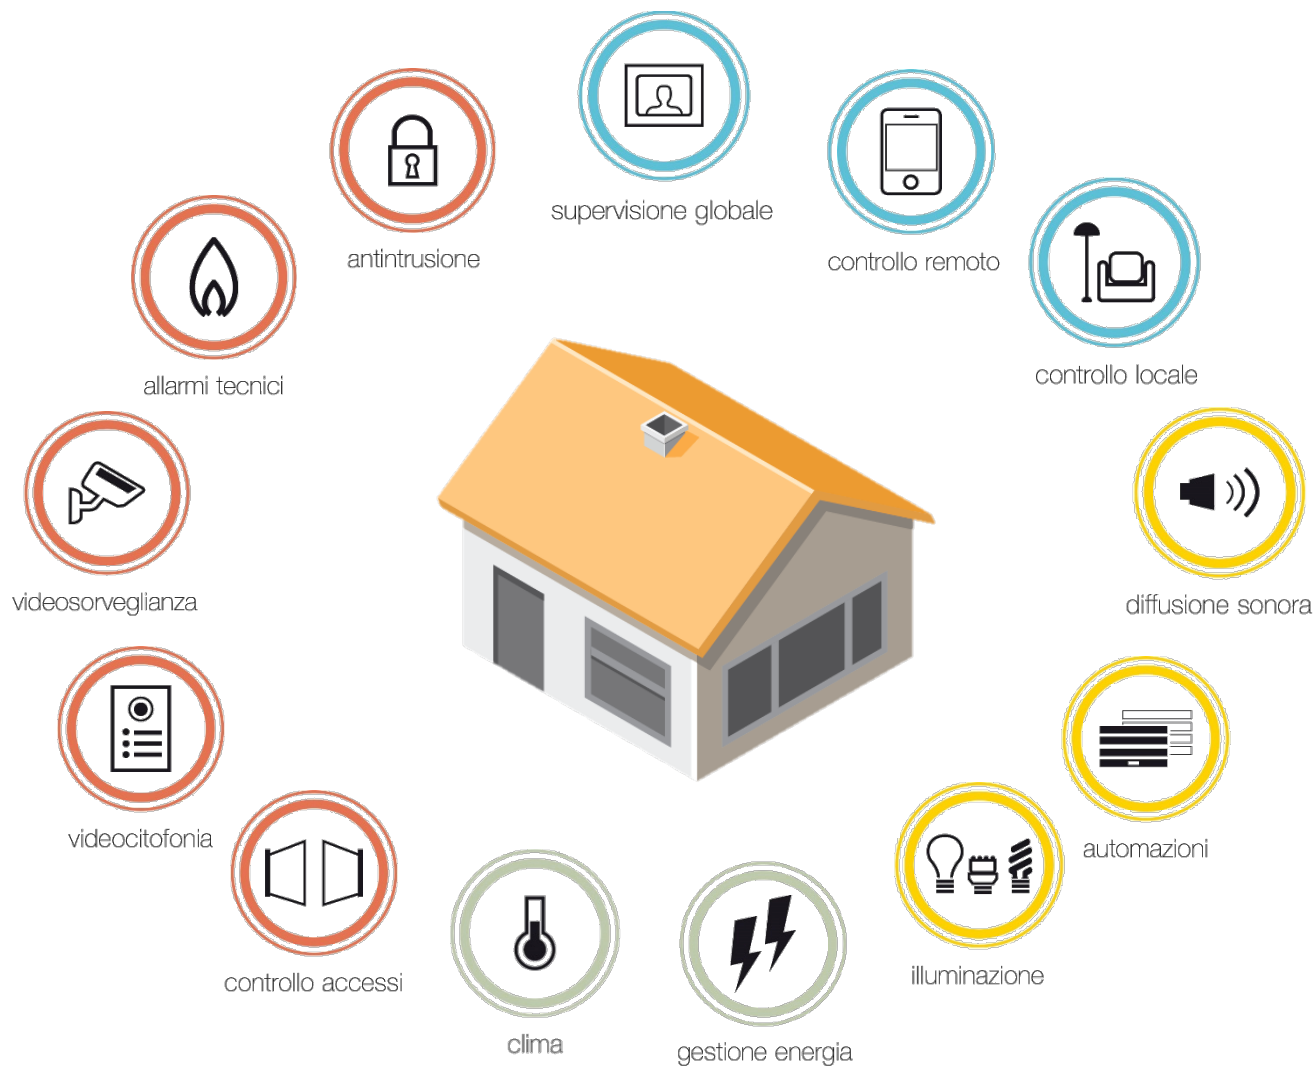 supervisione globale
antintrusione
controllo remoto
allarmi tecnici
controllo locale
videosorveglianza
diffusione sonora
videocitofonia
automazioni
controllo accessi
illuminazione
clima
gestione energia